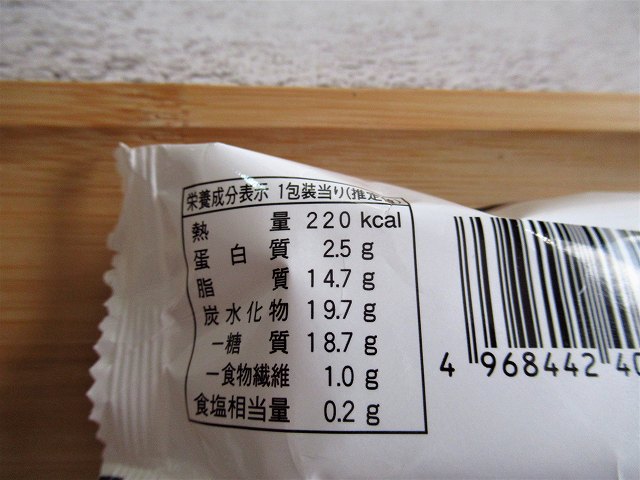 栄養成分表示 1包装当り(推定
熱量 220 kcal
蛋白質 2.5 g
脂質 14.7 g
炭水化物 19.7 g
−糖質 18.7 g
−食物繊維 1.0 g
食塩相当量 0.2 g
4 968442 40